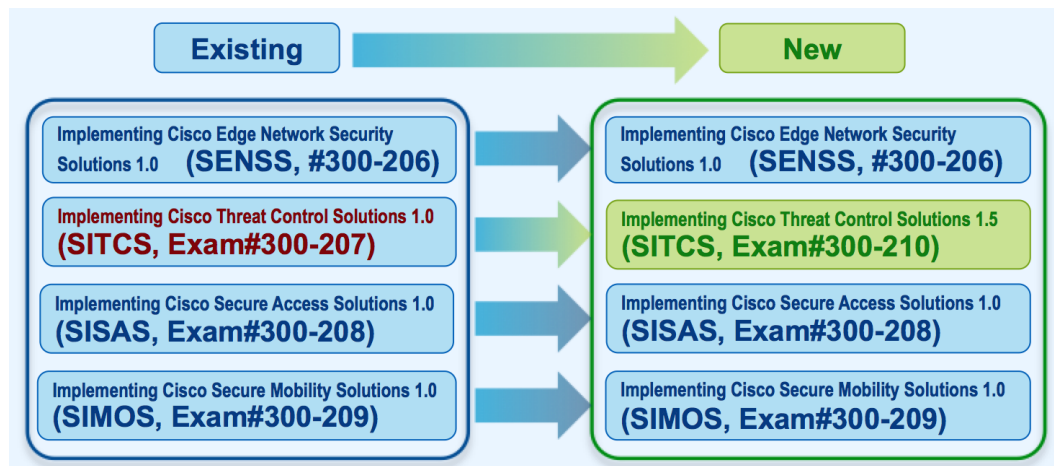 Existing
New
Implementing Cisco Edge Network Security
Solutions 1.0 (SENSS, #300-206)
Implementing Cisco Threat Control Solutions 1.0
(SITCS, Exam#300-207)
Implementing Cisco Secure Access Solutions 1.0
(SISAS, Exam#300-208)
Implementing Cisco Secure Mobility Solutions 1.0
(SIMOS, Exam#300-209)
Implementing Cisco Edge Network Security
Solutions 1.0 (SENSS, #300-206)
Implementing Cisco Threat Control Solutions 1.5
(SITCS, Exam#300-210)
Implementing Cisco Secure Access Solutions 1.0
(SISAS, Exam#300-208)
Implementing Cisco Secure Mobility Solutions 1.0
(SIMOS, Exam#300-209)